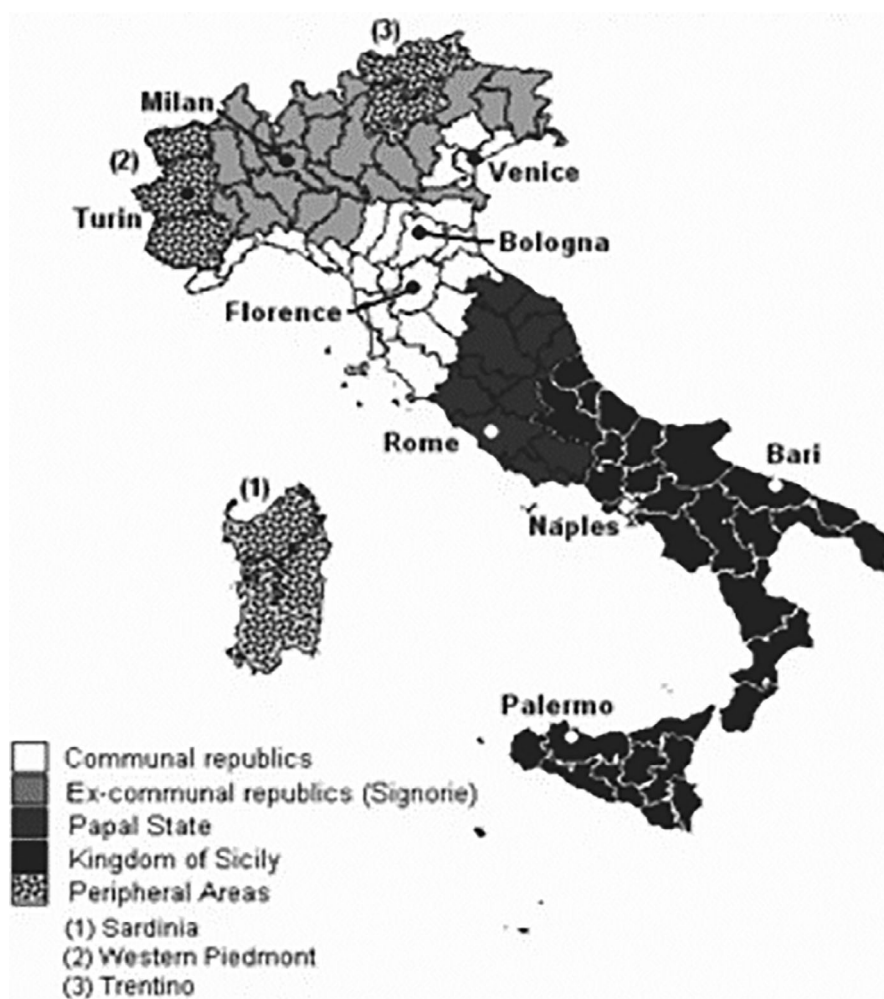 (3)
Milan
(2)
Venice
Turin
Bologna
Florence
Rome
Bari
(1)
Naples
Palermo
Communal republics
Ex-communal republics (Signorie)
Papal State
Kingdom of Sicily
Peripheral Areas
(1) Sardinia
(2) Western Piedmont
(3) Trentino